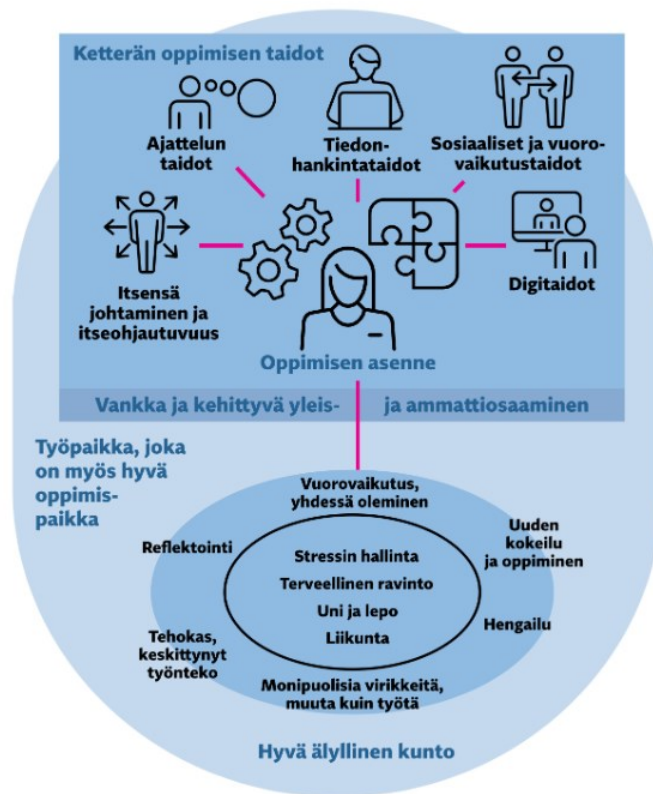 Ketterän oppimisen taidot
Ajattelun
taidot
Tiedon-
hankintataidot
Sosiaaliset ja vuoro-
vaikutustaidot
Itsensä
johtaminen ja
itseohjautuvuus
Digitaidot
Oppimisen asenne
Vankka ja kehittyvä yleis- ja ammattiosaaminen
Työpaikka, joka
on myös hyvä
oppimis-
paikka
Vuorovaikutus,
yhdessä oleminen
Uuden
kokeilu
ja oppiminen
Reflektointi
Stressin hallinta
Terveellinen ravinto
Uni ja lepo
Liikunta
Hengailu
Tehokas,
keskittynyt
työnteko
Monipuolisia virikkeitä,
muuta kuin työtä
Hyvä älyllinen kunto